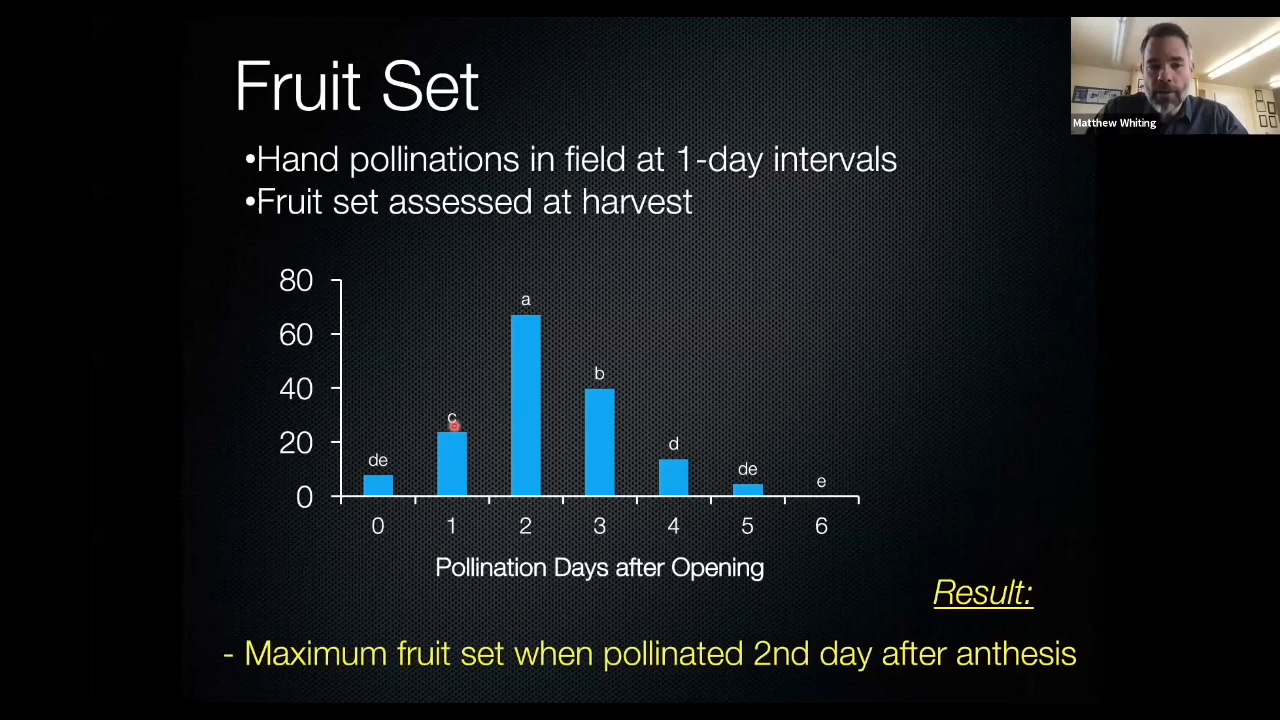 Fruit Set
Matthew Whiting
•Hand pollinations in field at 1-day intervals
•Fruit set assessed at harvest
80
60
40
20
0
de
c
a
b
d
de
e
0 1 2 3 4 5 6
Pollination Days after Opening
Result:
- Maximum fruit set when pollinated 2nd day after anthesis